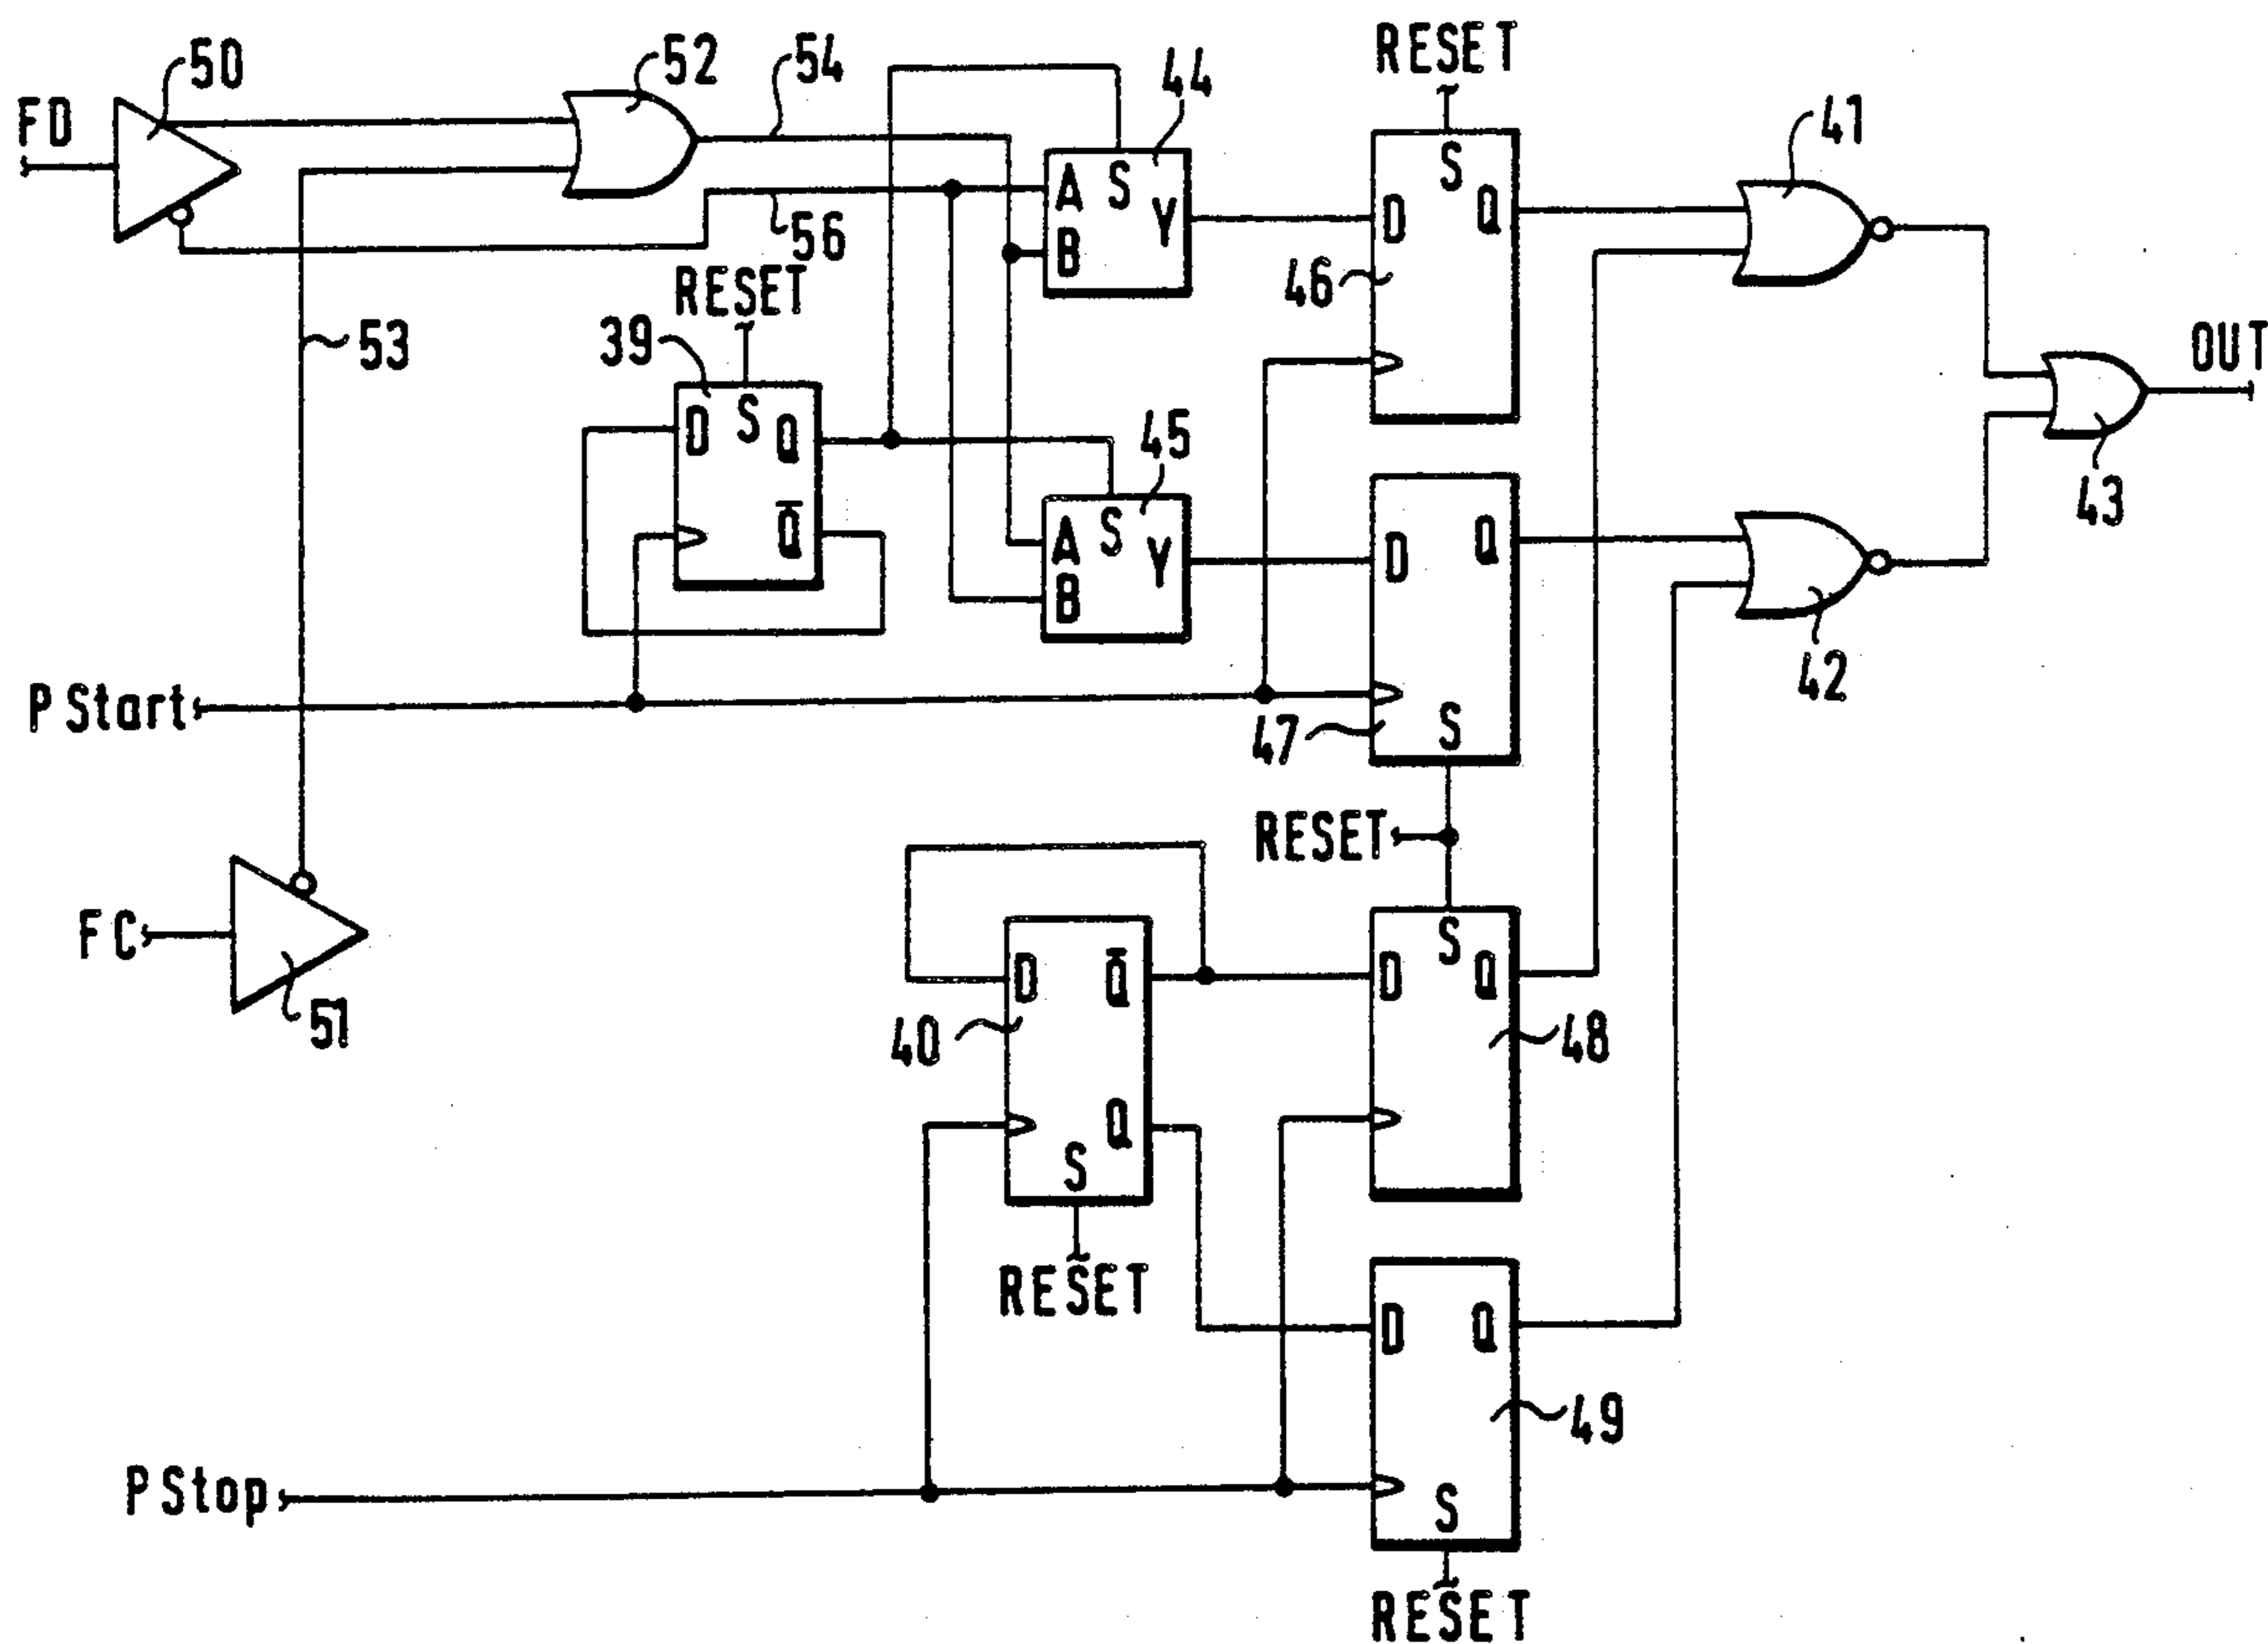 50
52
54
44
RESET
41
FD
A S Y
B
S
D Q
56
46
RESET
39
53
OUT
D S Q
Q̅
45
A S Y
B
D Q
43
42
P Start
47
S
RESET
FC
51
S
D Q
D Q̅
40
48
Q
S
RESET
D Q
49
P Stop
S
RESET